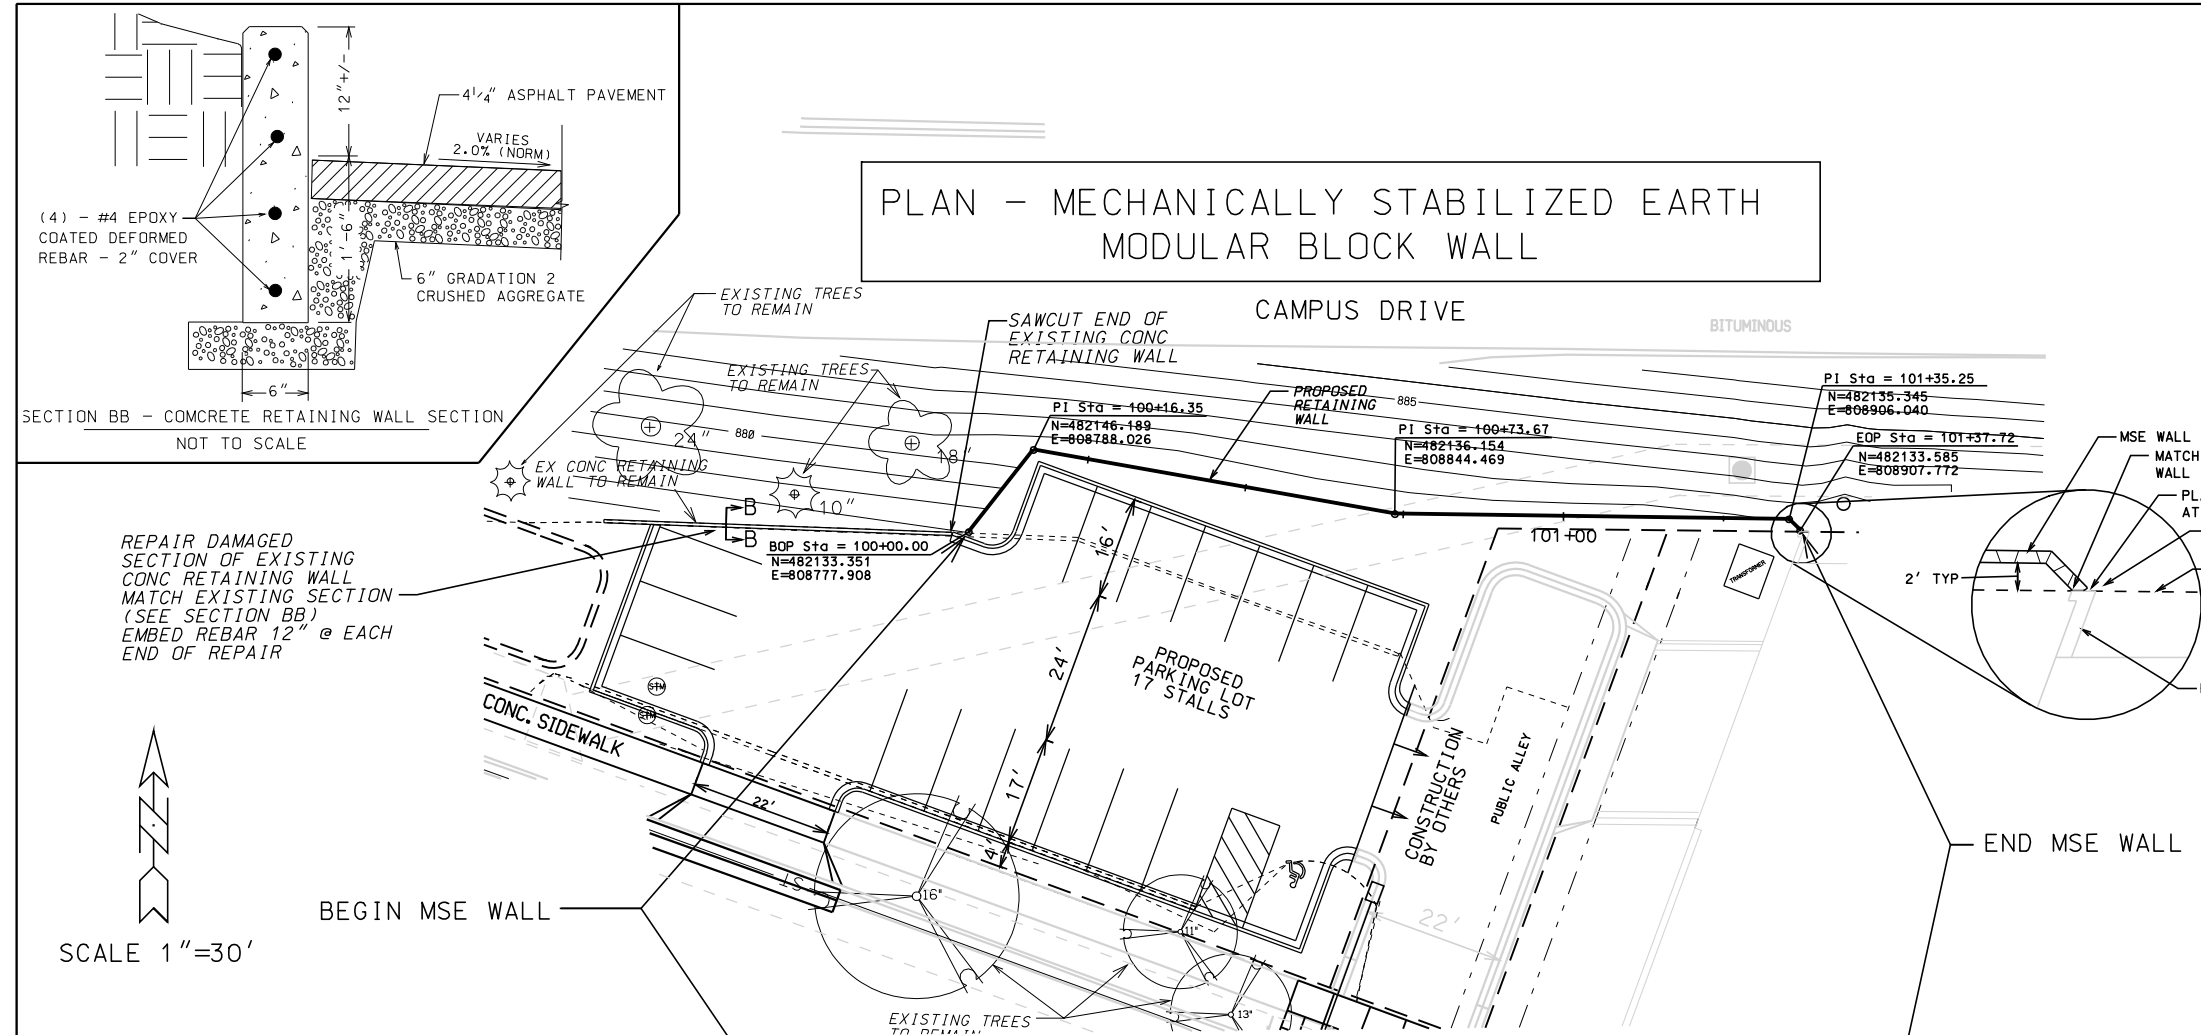 12"+/-
4 1/4" ASPHALT PAVEMENT
VARIES
2.0% (NORM)
(4) - #4 EPOXY
COATED DEFORMED
REBAR - 2" COVER
1'-6"
6" GRADATION 2
CRUSHED AGGREGATE
6"
SECTION BB - COMCRETE RETAINING WALL SECTION
NOT TO SCALE
PLAN - MECHANICALLY STABILIZED EARTH
MODULAR BLOCK WALL
CAMPUS DRIVE
BITUMINOUS
EXISTING TREES
TO REMAIN
SAWCUT END OF
EXISTING CONC
RETAINING WALL
EXISTING TREES
TO REMAIN
PROPOSED
RETAINING
WALL
885
880
24"
18"
10"
PI Sta = 100+16.35
N=482146.189
E=808788.026
PI Sta = 100+73.67
N=482136.154
E=808844.469
PI Sta = 101+35.25
N=482135.345
E=808906.040
EOP Sta = 101+37.72
N=482133.585
E=808907.772
MSE WALL
MATCH
WALL
AT
2' TYP
EX CONC RETAINING
WALL TO REMAIN
B
B
BOP Sta = 100+00.00
N=482133.351
E=808777.908
101+00
TRANSFORMER
REPAIR DAMAGED
SECTION OF EXISTING
CONC RETAINING WALL
MATCH EXISTING SECTION
(SEE SECTION BB)
EMBED REBAR 12" @ EACH
END OF REPAIR
16'
24'
17'
4'
PROPOSED
PARKING LOT
17 STALLS
CONC. SIDEWALK
22'
CONSTRUCTION
BY OTHERS
PUBLIC ALLEY
22'
16"
11"
13"
BEGIN MSE WALL
END MSE WALL
SCALE 1"=30'
EXISTING TREES
TO REMAIN